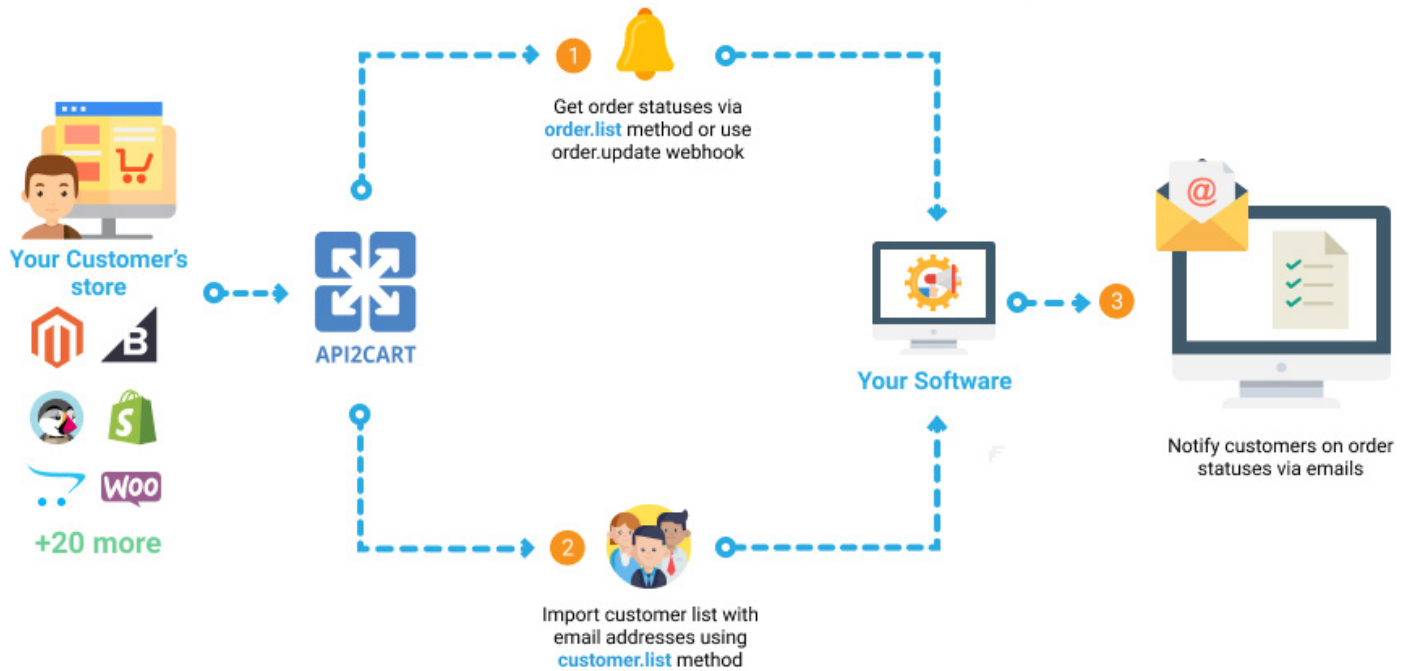 1
Get order statuses via
order.list method or use
order.update webhook
@
Your Customer's
store
B
API2CART
Your Software
3
S
WOO
+20 more
Notify customers on order
statuses via emails
2
Import customer list with
email addresses using
customer.list method